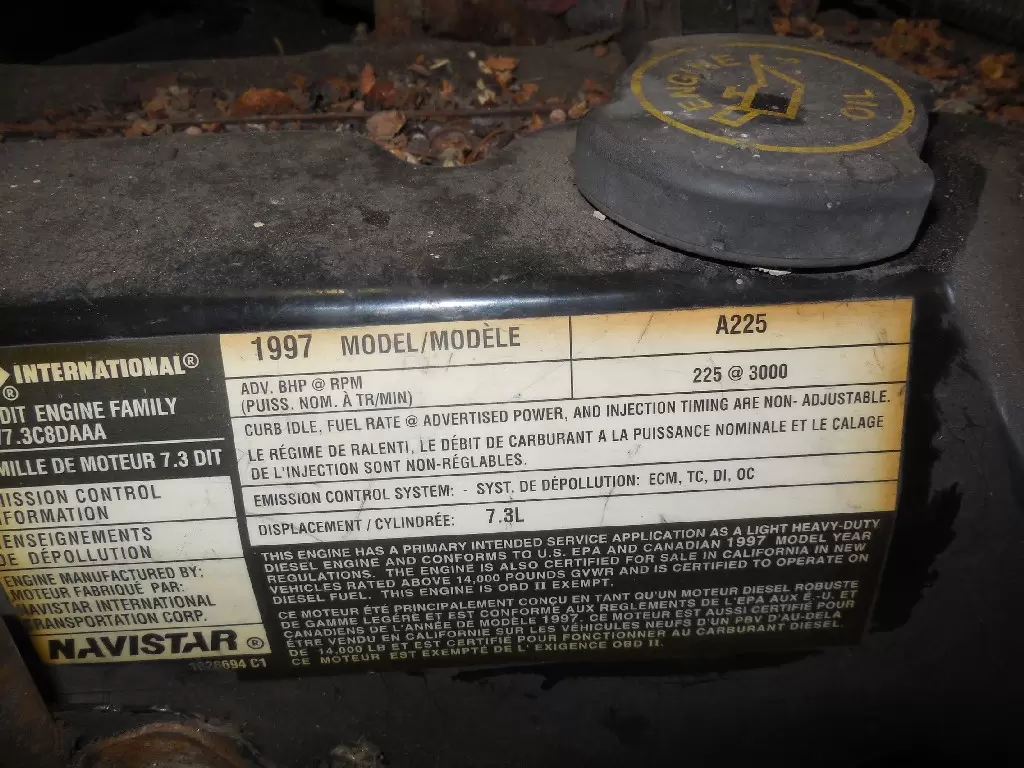 ENGINE OIL
INTERNATIONAL®
®
DIT ENGINE FAMILY
7.3C8DAAA
MILLE DE MOTEUR 7.3 DIT
ISSION CONTROL
FORMATION
ENSEIGNEMENTS
DE DÉPOLLUTION
ENGINE MANUFACTURED BY:
MOTEUR FABRIQUÉ PAR:
NAVISTAR INTERNATIONAL
TRANSPORTATION CORP.
NAVISTAR®
1828694 C1
1997 MODEL/MODÈLE
A225
ADV. BHP @ RPM
(PUISS. NOM. À TR/MIN)
225 @ 3000
CURB IDLE, FUEL RATE @ ADVERTISED POWER, AND INJECTION TIMING ARE NON- ADJUSTABLE.
LE RÉGIME DE RALENTI, LE DÉBIT DE CARBURANT A LA PUISSANCE NOMINALE ET LE CALAGE
DE L'INJECTION SONT NON-RÉGLABLES.
EMISSION CONTROL SYSTEM: - SYST. DE DÉPOLLUTION: ECM, TC, DI, OC
DISPLACEMENT / CYLINDRÉE: 7.3L
THIS ENGINE HAS A PRIMARY INTENDED SERVICE APPLICATION AS A LIGHT HEAVY-DUTY
DIESEL ENGINE AND CONFORMS TO U.S. EPA AND CANADIAN 1997 MODEL YEAR
REGULATIONS. THE ENGINE IS ALSO CERTIFIED FOR SALE IN CALIFORNIA IN NEW
VEHICLES RATED ABOVE 14,000 POUNDS GVWR AND IS CERTIFIED TO OPERATE ON
DIESEL FUEL. THIS ENGINE IS OBD II EXEMPT.
CE MOTEUR ÉTÉ PRINCIPALEMENT CONÇU EN TANT QU'UN MOTEUR DIESEL ROBUSTE
DE GAMME LEGÉRE ET EST CONFORME AUX REGLEMENTS DE L'EPA AUX É.-U. ET
CANADIENS DE L'ANNÉE DE MODÈLE 1997. CE MOTEUR EST AUSSI CERTIFIÉ POUR
ÊTRE VENDU EN CALIFORNIE SUR LES VÉHICULES NEUFS D'UN PBV AU-DELA
DE 14,000 LB ET EST CERTIFIÉ POUR FONCTIONNER AU CARBURANT DIESEL.
CE MOTEUR EST EXEMPTÉ DE L' EXIGENCE OBD II.